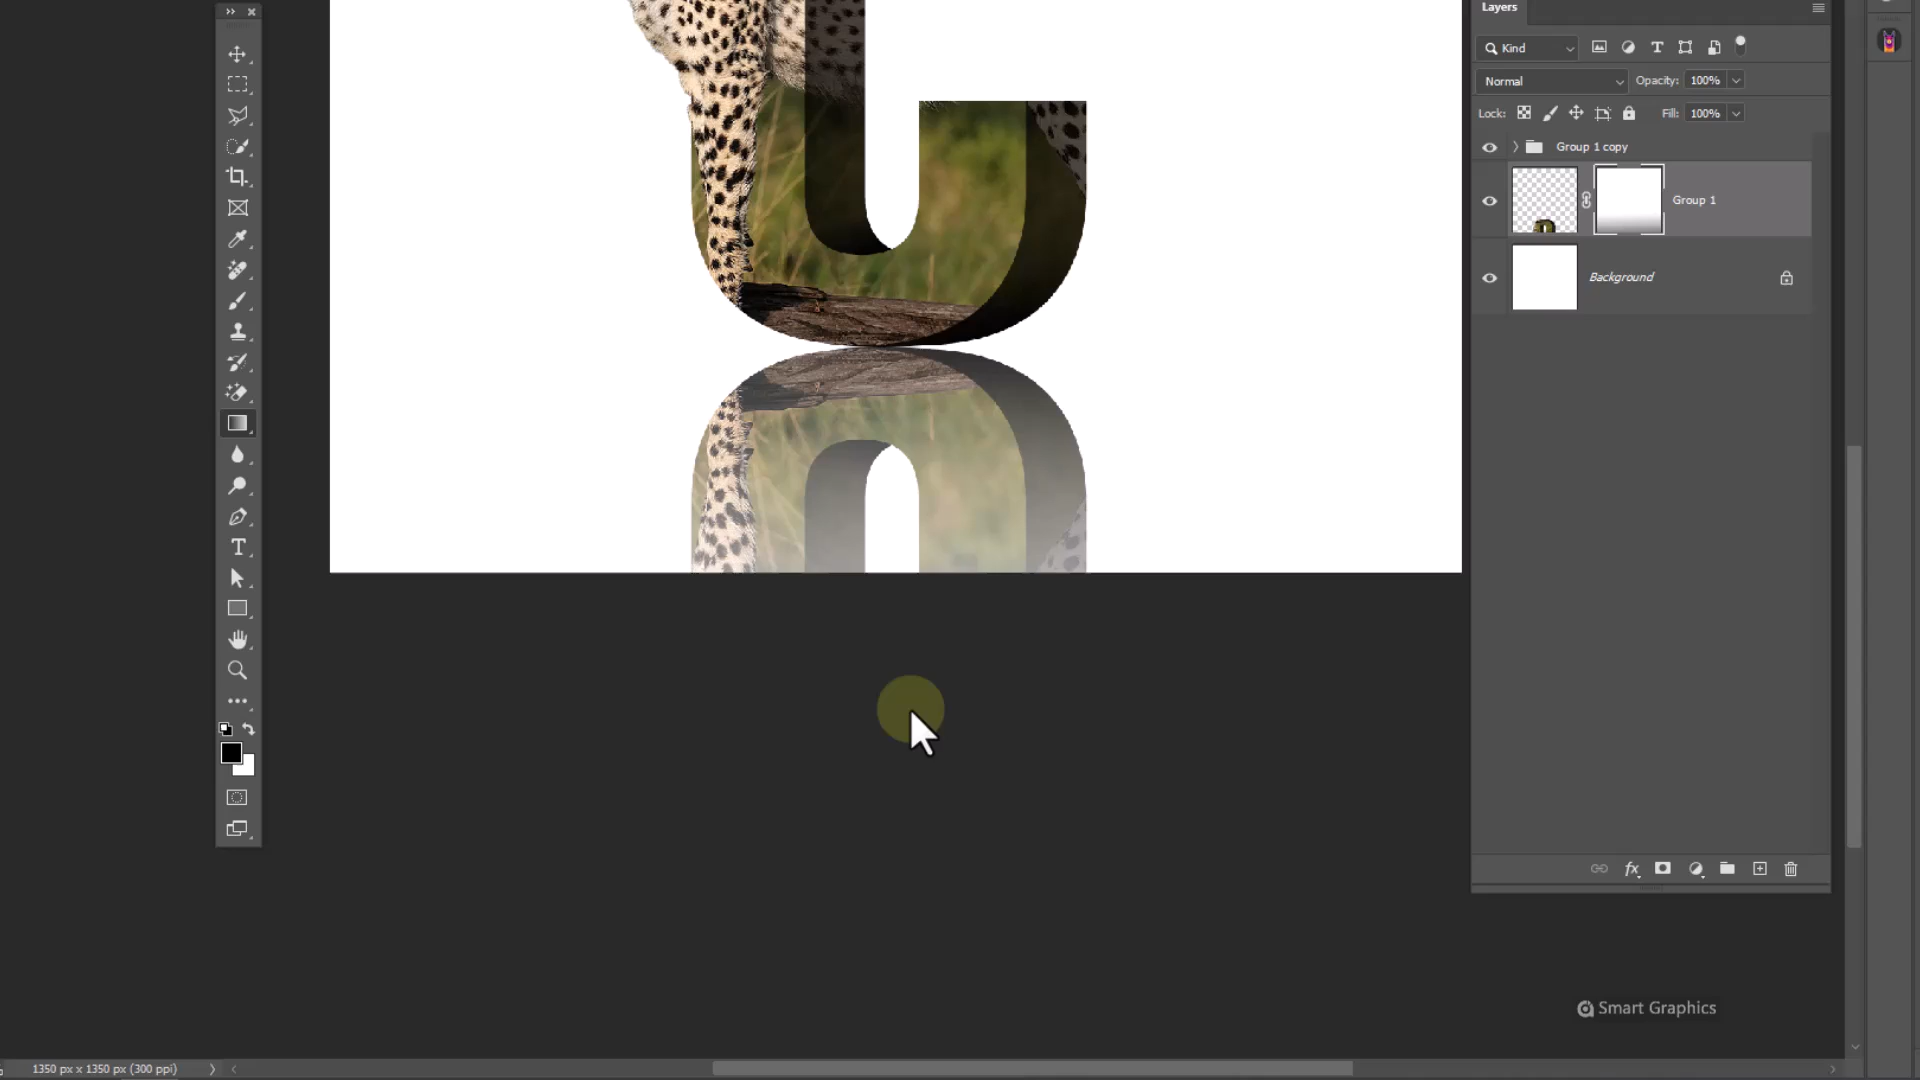 Layers
Kind
Normal
Opacity: 100%
Lock:
Fill: 100%
Group 1 copy
Group 1
Background
Smart Graphics
1350 px x 1350 px (300 ppi)